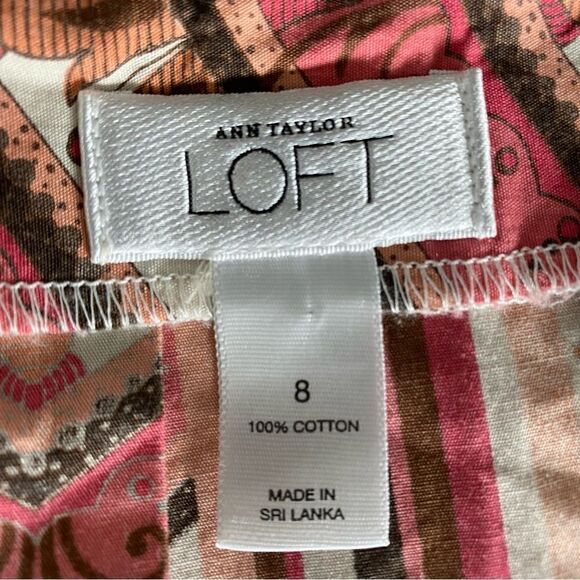 ANN TAYLOR
LOFT
8
100% COTTON
MADE IN
SRI LANKA